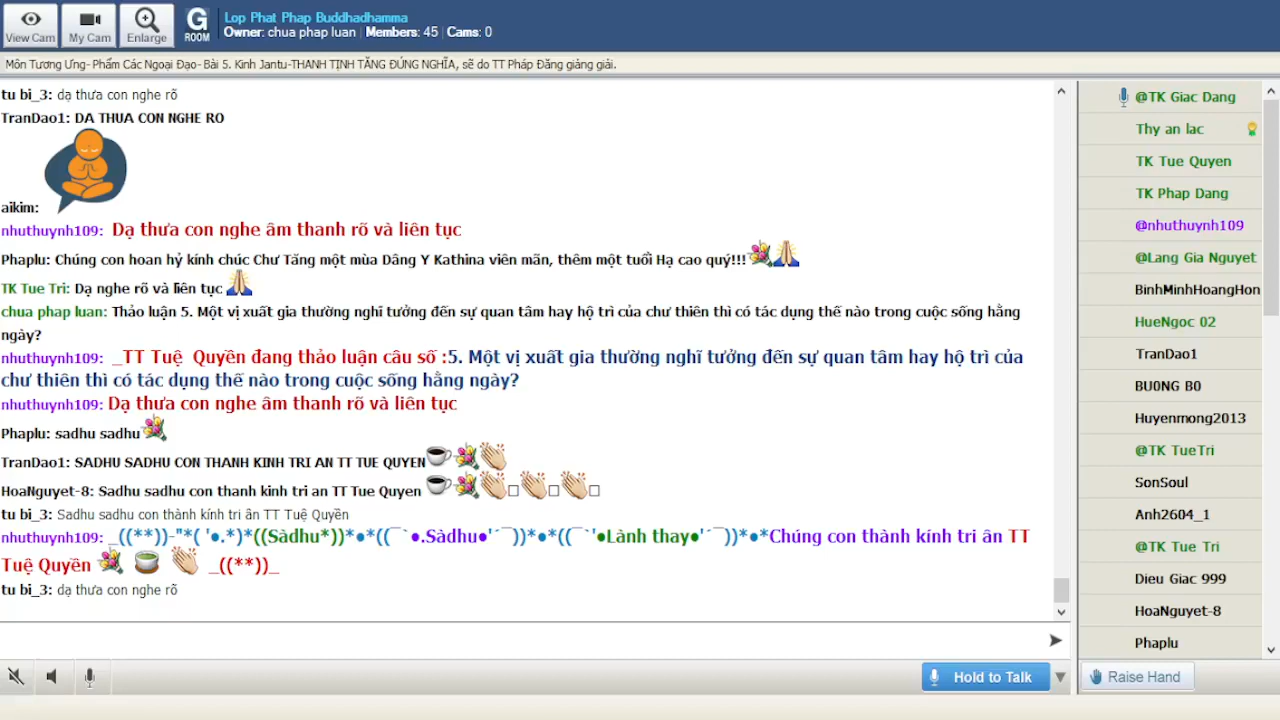 View Cam
My Cam
Enlarge
G
ROOM
Lop Phat Phap Buddhadhamma
Owner: chua phap luan | Members: 45 | Cams: 0
Môn Tương Ưng- Phẩm Các Ngoại Đạo- Bài 5. Kinh Jantu-THANH TỊNH TĂNG ĐÚNG NGHĨA, sẽ do TT Pháp Đăng giảng giải.
tu bi_3: dạ thưa con nghe rõ
TranDao1: DA THUA CON NGHE RO
aikim:
nhuthuynh109: Dạ thưa con nghe âm thanh rõ và liên tục
Phaplu: Chúng con hoan hỷ kính chúc Chư Tăng một mùa Dâng Y Kathina viên mãn, thêm một tuổi Hạ cao quý!!!💐🙏
TK Tue Tri: Dạ nghe rõ và liên tục 🙏
chua phap luan: Thảo luận 5. Một vị xuất gia thường nghĩ tưởng đến sự quan tâm hay hộ trì của chư thiên thì có tác dụng thế nào trong cuộc sống hằng
ngày?
nhuthuynh109: _TT Tuệ Quyền đang thảo luận câu số :5. Một vị xuất gia thường nghĩ tưởng đến sự quan tâm hay hộ trì của
chư thiên thì có tác dụng thế nào trong cuộc sống hằng ngày?
nhuthuynh109: Dạ thưa con nghe âm thanh rõ và liên tục
Phaplu: sadhu sadhu💐
TranDao1: SADHU SADHU CON THANH KINH TRI AN TT TUE QUYEN☕💐👏
HoaNguyet-8: Sadhu sadhu con thanh kinh tri an TT Tue Quyen ☕💐👏□👏□👏□
tu bi_3: Sadhu sadhu con thành kính tri ân TT Tuệ Quyền
nhuthuynh109: _((**))-"*( '●.*)*((Sàdhu*))*●*((¯`●.Sàdhu●'´¯))*●*((¯`'●Lành thay●'´¯))*●*Chúng con thành kính tri ân TT
Tuệ Quyền 💐 🍵 👏 _((**))_
tu bi_3: dạ thưa con nghe rõ
Hold to Talk
@TK Giac Dang
Thy an lac
TK Tue Quyen
TK Phap Dang
@nhuthuynh109
@Lang Gia Nguyet
BinhMinhHoangHon
HueNgoc 02
TranDao1
BU0NG B0
Huyenmong2013
@TK TueTri
SonSoul
Anh2604_1
@TK Tue Tri
Dieu Giac 999
HoaNguyet-8
Phaplu
Raise Hand